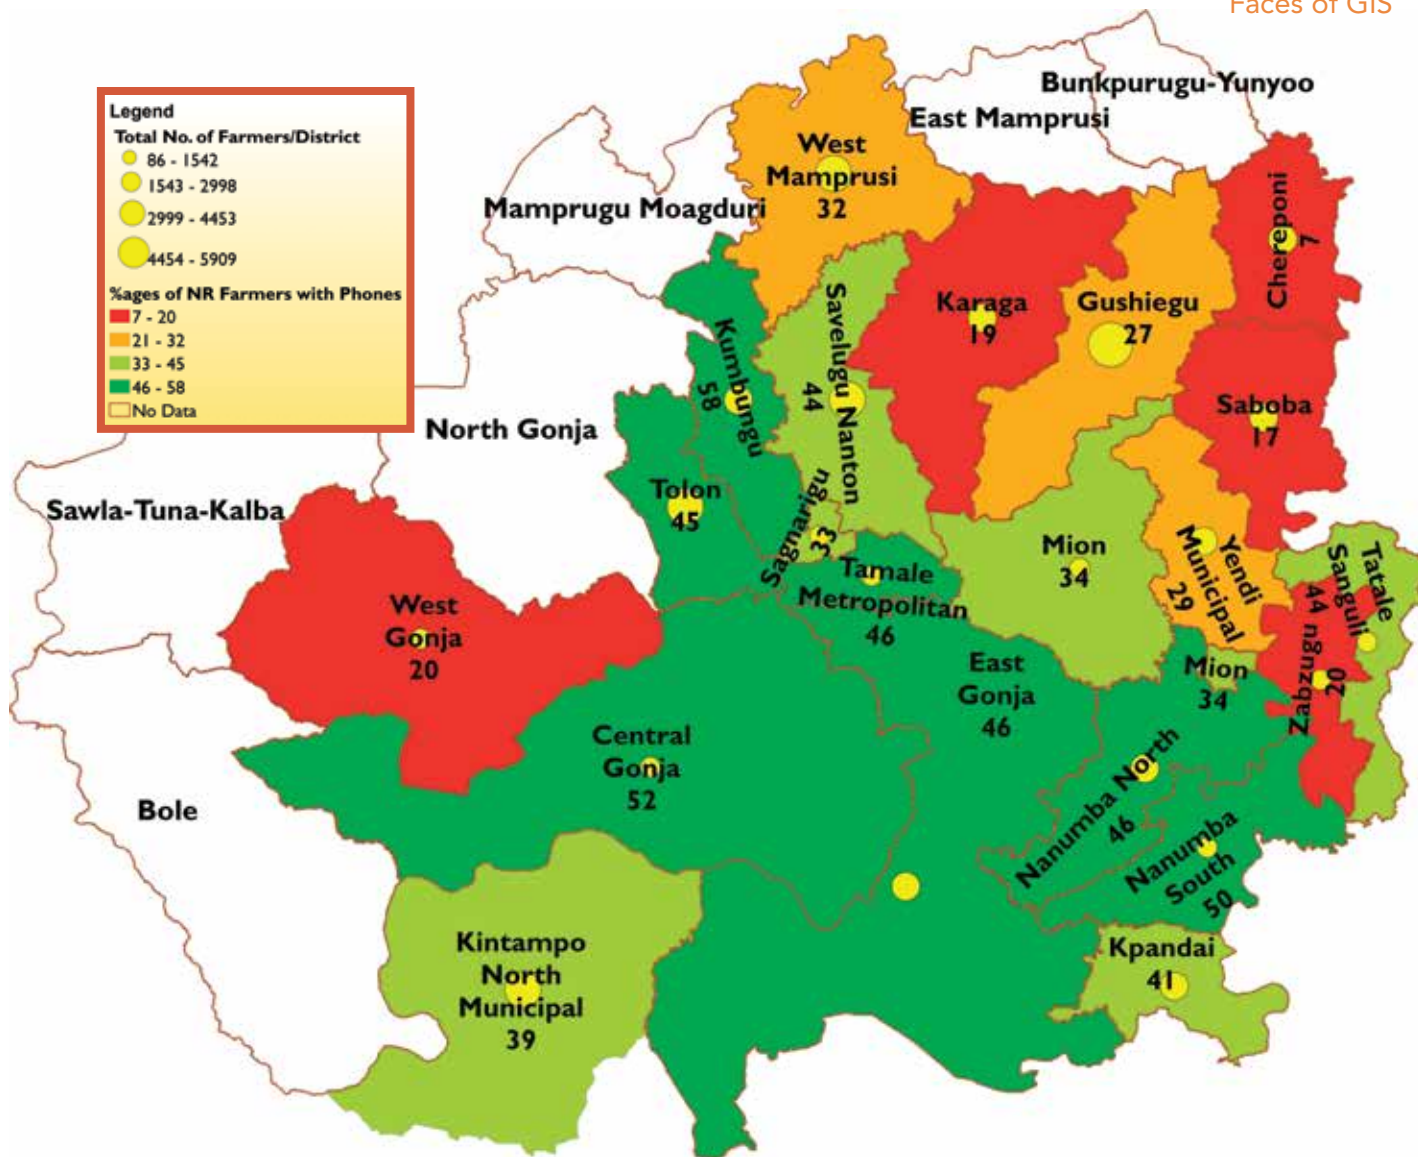 Faces of GIS
Legend
Total No. of Farmers/District
86 - 1542
1543 - 2998
2999 - 4453
4454 - 5909
%ages of NR Farmers with Phones
7 - 20
21 - 32
33 - 45
46 - 58
No Data
Bunkpurugu-Yunyoo
East Mamprusi
West
Mamprusi
32
Mamprugu Moagduri
Chereponi
7
Karaga
19
Gushiegu
27
Savelugu Nanton
44
Kumbungu
58
Saboba
17
North Gonja
Sawla-Tuna-Kalba
Tolon
45
Sagnarigu
33
Tamale
Metropolitan
46
Mion
34
Yendi
Municipal
29
Tatale
Sanguli
44
Zabzugu
20
West
Gonja
20
East
Gonja
46
Mion
34
Central
Gonja
52
Bole
Nanumba North
46
Nanumba
South
50
Kintampo
North
Municipal
39
Kpandai
41